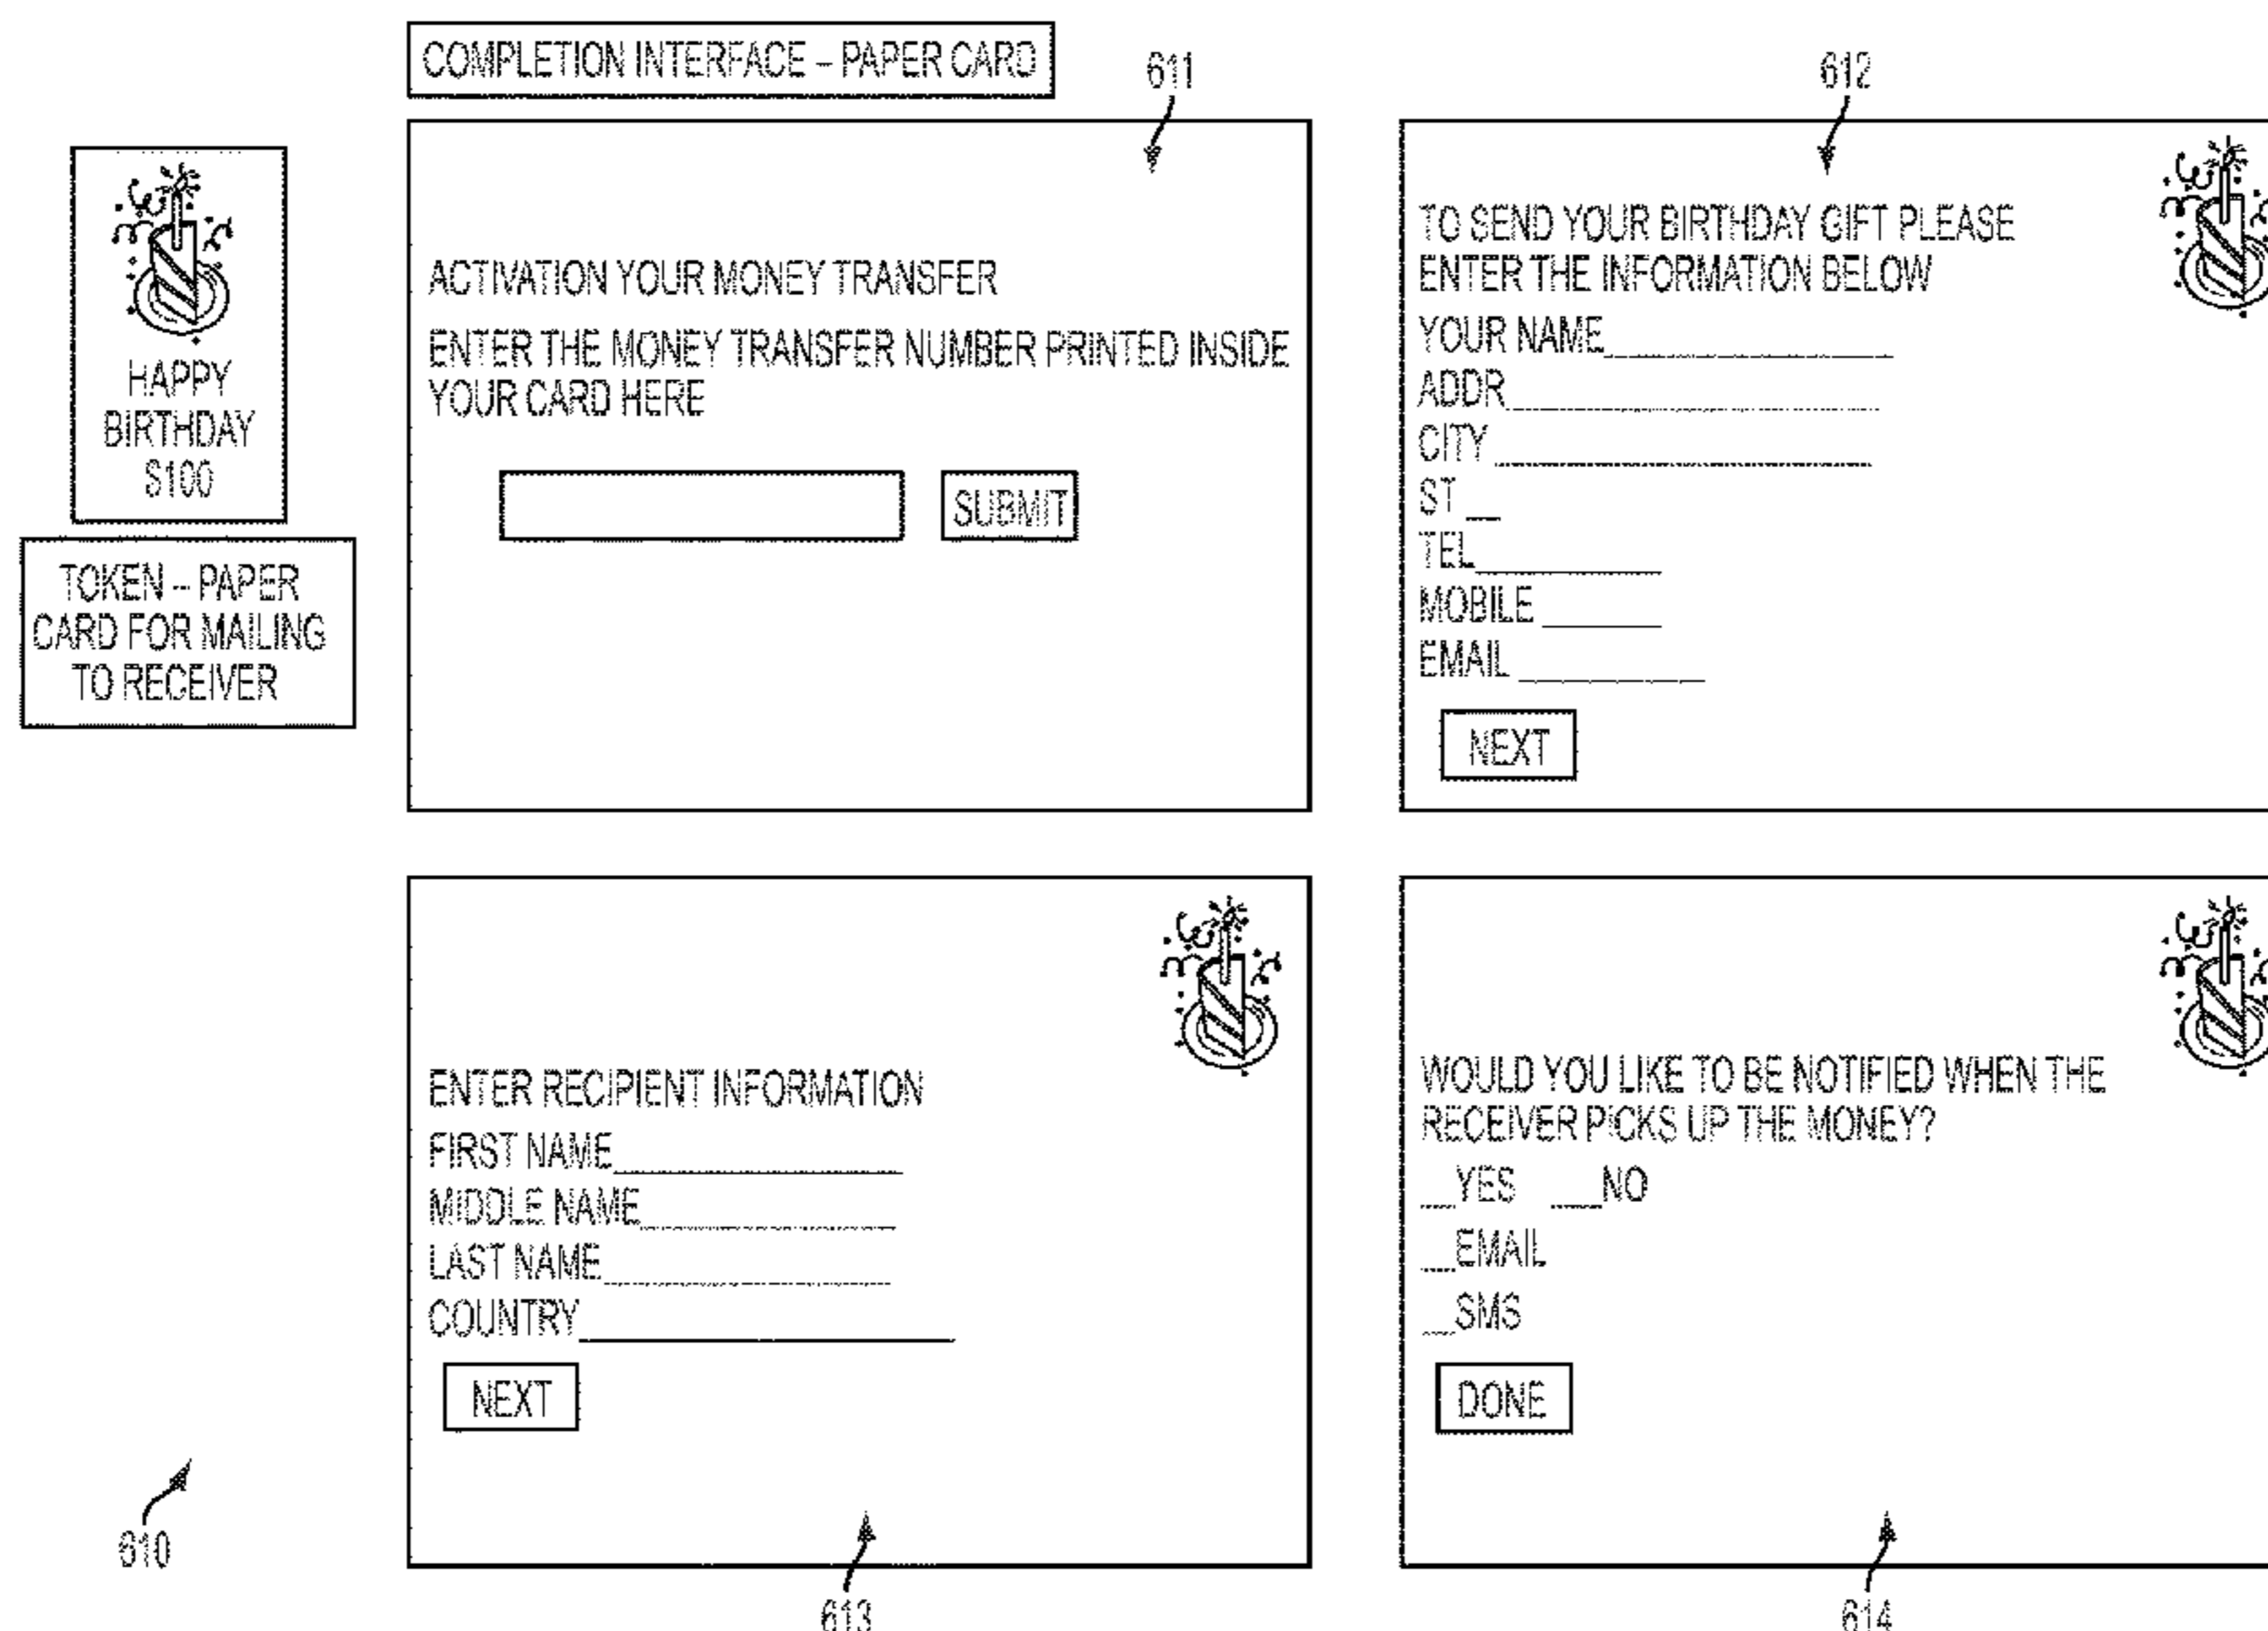 COMPLETION INTERFACE – PAPER CARD
611
612
HAPPY
BIRTHDAY
$100
TOKEN – PAPER
CARD FOR MAILING
TO RECEIVER
ACTIVATION YOUR MONEY TRANSFER
ENTER THE MONEY TRANSFER NUMBER PRINTED INSIDE
YOUR CARD HERE
SUBMIT
TO SEND YOUR BIRTHDAY GIFT PLEASE
ENTER THE INFORMATION BELOW
YOUR NAME
ADDR
CITY
ST
TEL
MOBILE
EMAIL
NEXT
ENTER RECIPIENT INFORMATION
FIRST NAME
MIDDLE NAME
LAST NAME
COUNTRY
NEXT
WOULD YOU LIKE TO BE NOTIFIED WHEN THE
RECEIVER PICKS UP THE MONEY?
__YES __NO
__EMAIL
__SMS
DONE
610
613
614